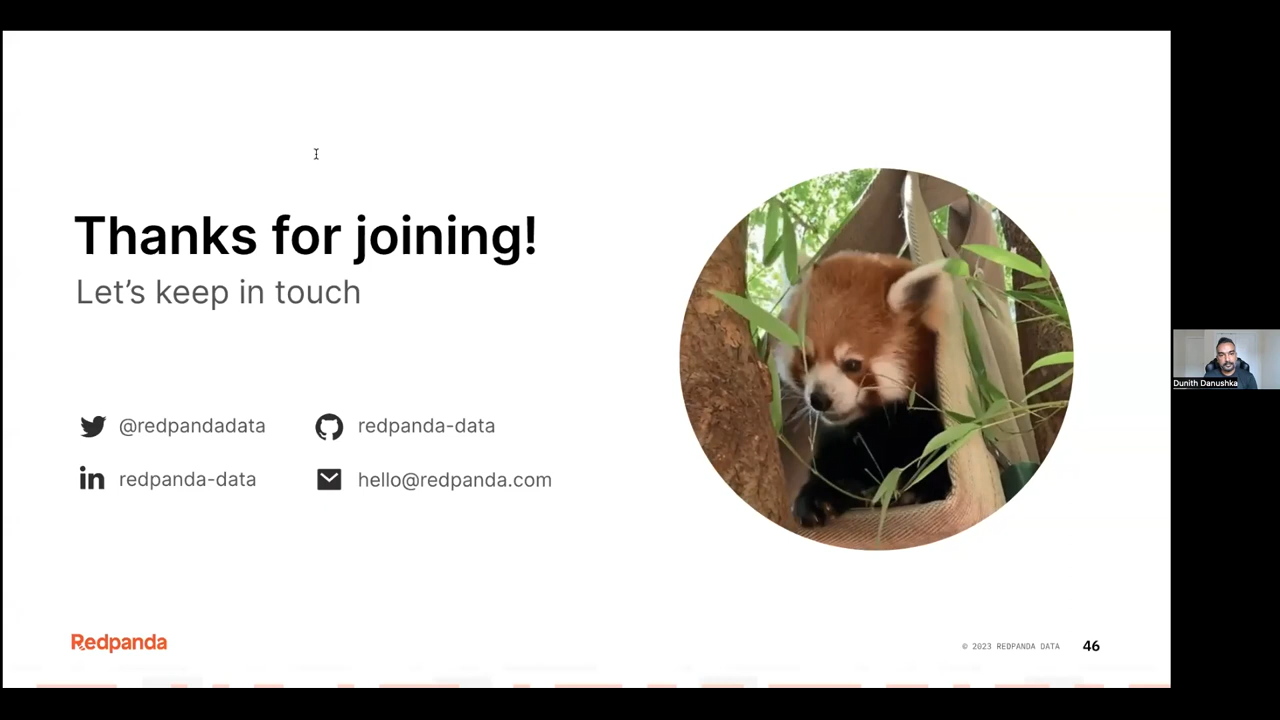 Thanks for joining!
Let’s keep in touch
@redpandadata
redpanda-data
redpanda-data
hello@redpanda.com
Redpanda
© 2023 REDPANDA DATA
46
Dunith Danushka